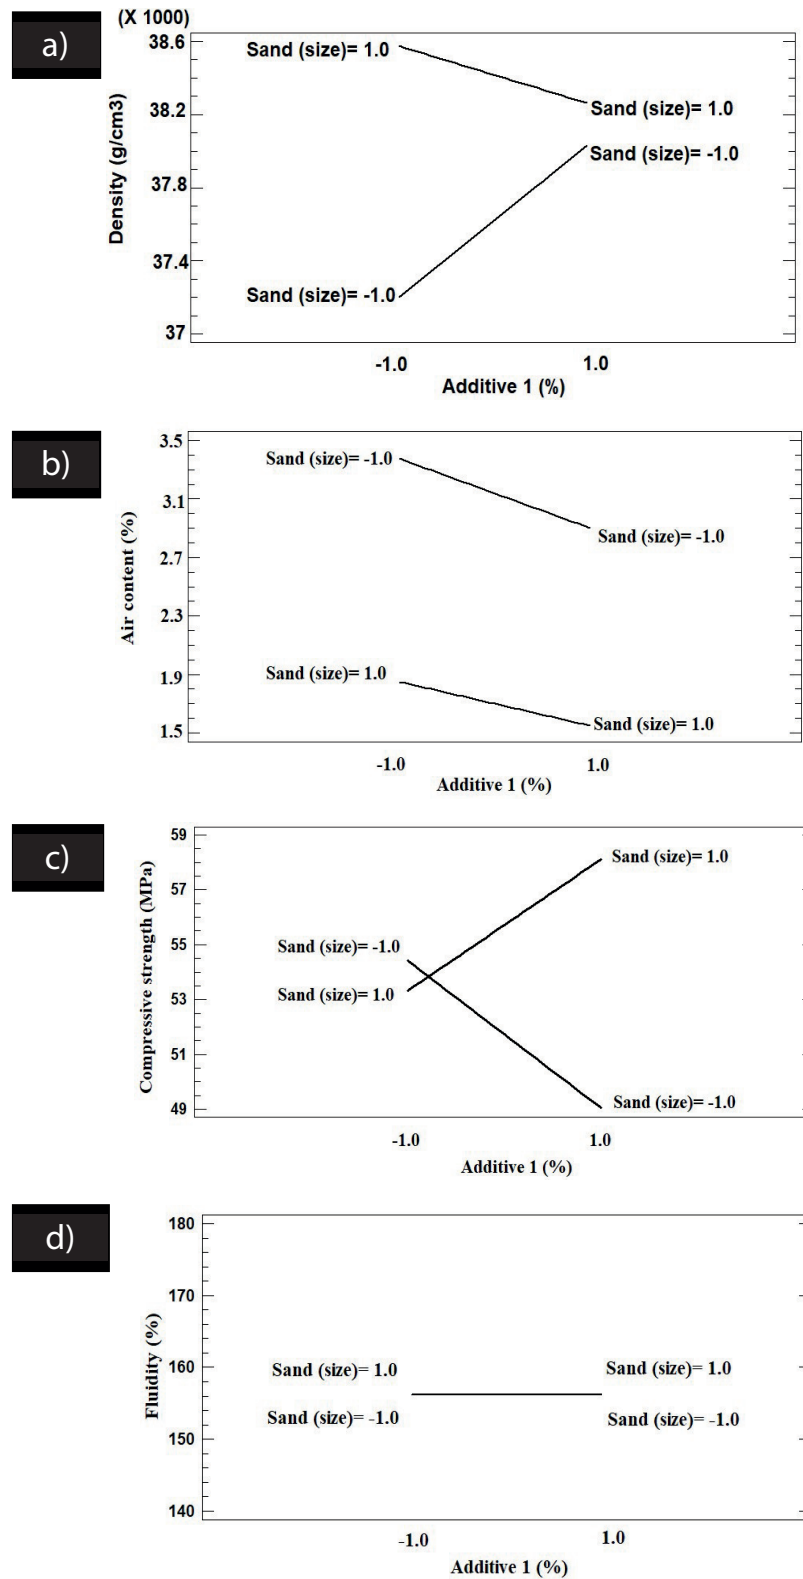 (X 1000)
a)
38.6
38.2
37.8
37.4
37
Density (g/cm3)
Sand (size)= 1.0
Sand (size)= 1.0
Sand (size)= -1.0
Sand (size)= -1.0
-1.0
1.0
Additive 1 (%)
b)
3.5
3.1
2.7
2.3
1.9
1.5
Air content (%)
Sand (size)= -1.0
Sand (size)= -1.0
Sand (size)= 1.0
Sand (size)= 1.0
-1.0
1.0
Additive 1 (%)
c)
59
57
55
53
51
49
Compressive strength (MPa)
Sand (size)= 1.0
Sand (size)= -1.0
Sand (size)= 1.0
Sand (size)= -1.0
-1.0
1.0
Additive 1 (%)
d)
180
170
160
150
140
Fluidity (%)
Sand (size)= 1.0
Sand (size)= 1.0
Sand (size)= -1.0
Sand (size)= -1.0
-1.0
1.0
Additive 1 (%)